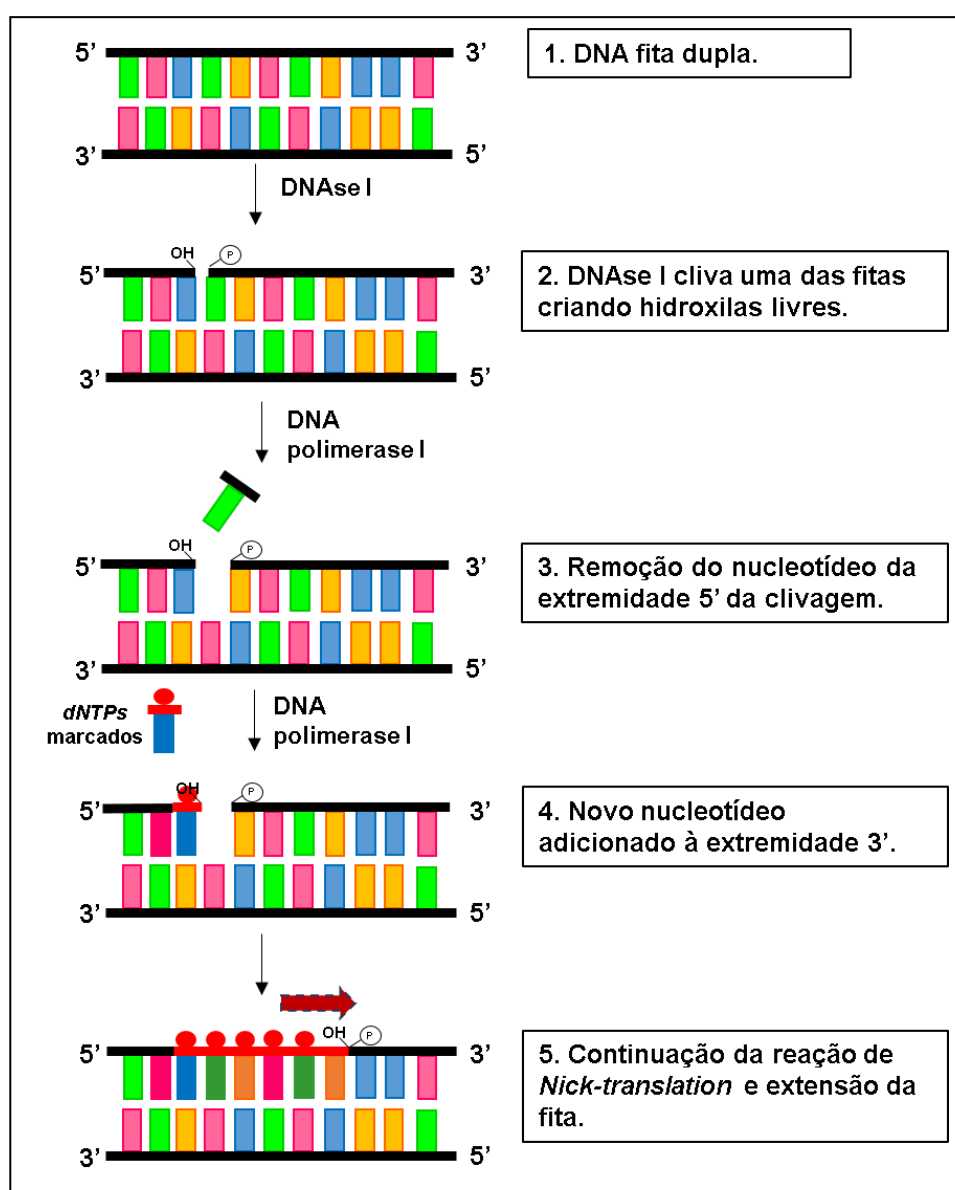 5’
3’
1. DNA fita dupla.
3’
5’
DNAse I
OH
P
5’
3’
2. DNAse I cliva uma das fitas
criando hidroxilas livres.
3’
5’
DNA
polimerase I
OH
P
5’
3’
3. Remoção do nucleotídeo da
extremidade 5’ da clivagem.
3’
5’
dNTPs
marcados
DNA
polimerase I
OH
P
5’
3’
4. Novo nucleotídeo
adicionado à extremidade 3’.
3’
5’
OH
P
5’
3’
5. Continuação da reação de
Nick-translation e extensão da
fita.
3’
5’